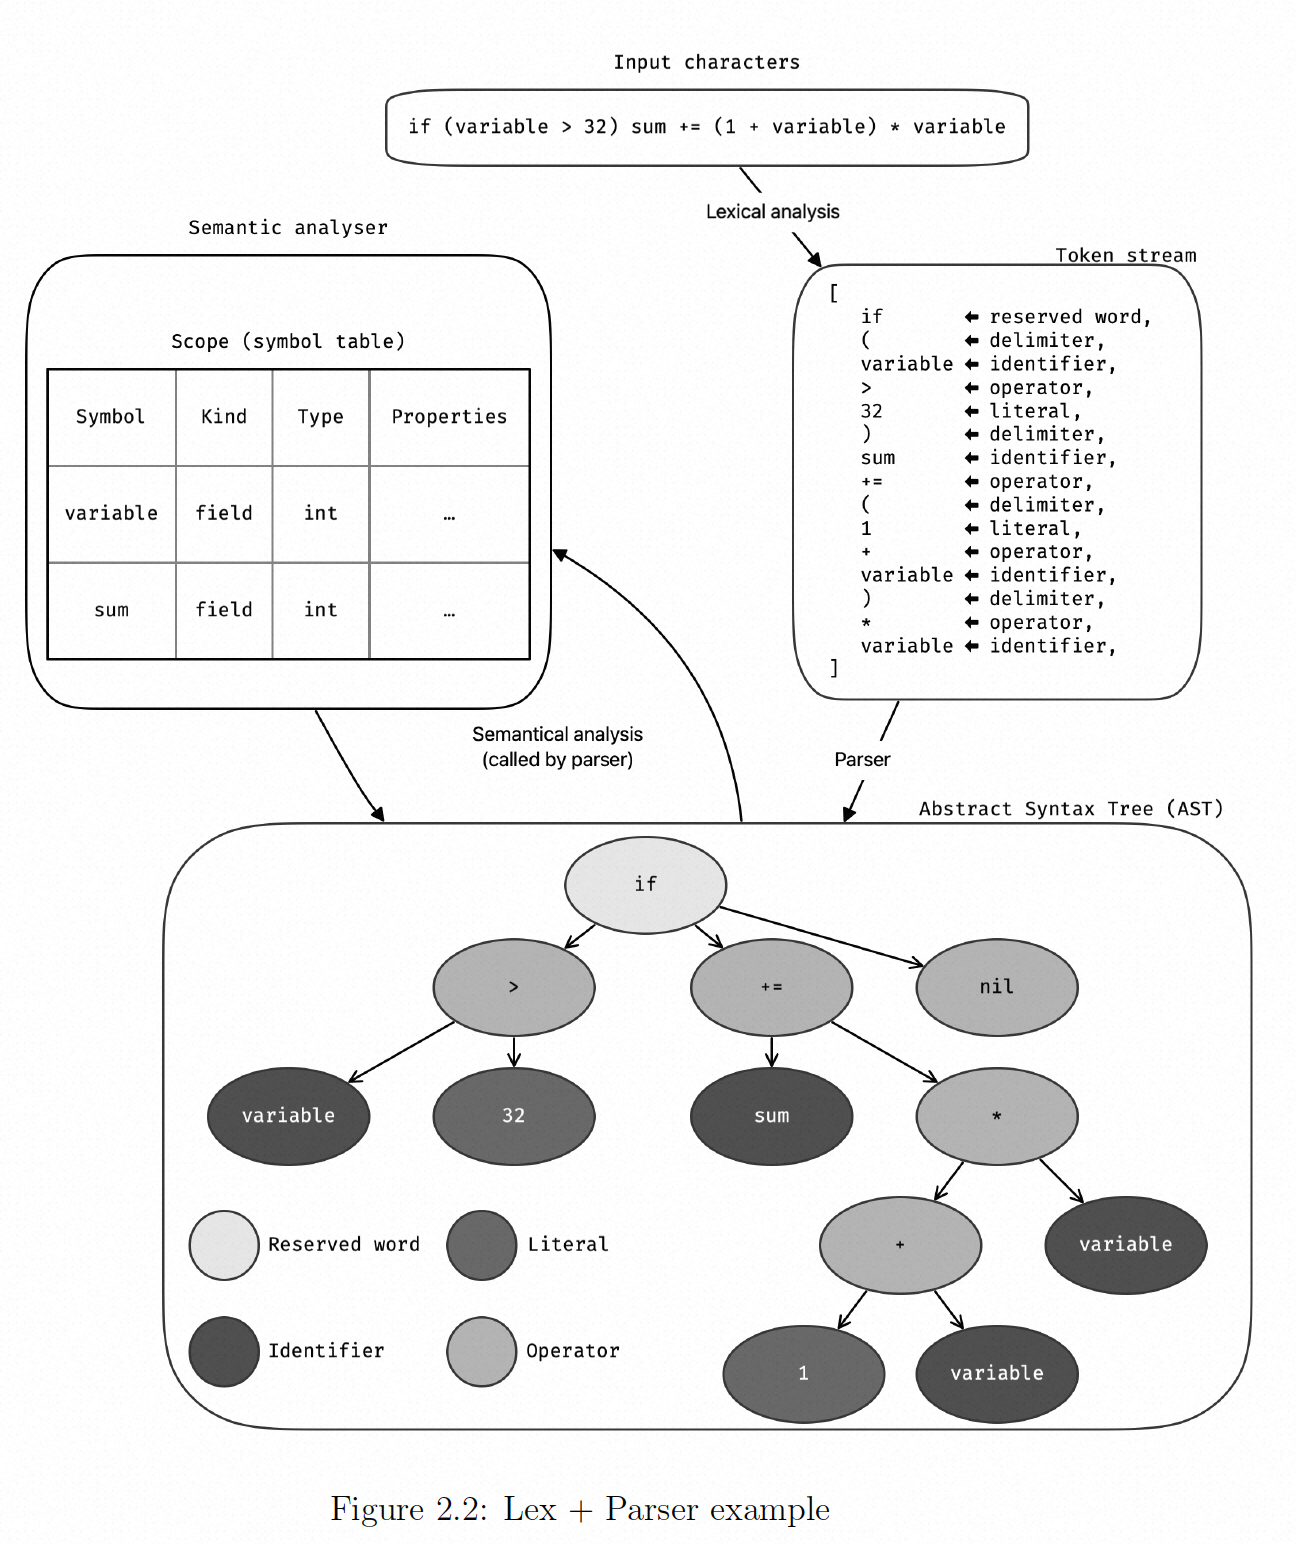 Input characters
if (variable > 32) sum += (1 + variable) * variable
Lexical analysis
Semantic analyser
Scope (symbol table)
Symbol Kind Type Properties
variable field int …
sum field int …
Token stream
[
if ⬅ reserved word,
( ⬅ delimiter,
variable ⬅ identifier,
> ⬅ operator,
32 ⬅ literal,
) ⬅ delimiter,
sum ⬅ identifier,
+= ⬅ operator,
( ⬅ delimiter,
1 ⬅ literal,
+ ⬅ operator,
variable ⬅ identifier,
) ⬅ delimiter,
* ⬅ operator,
variable ⬅ identifier,
]
Semantical analysis
(called by parser)
Parser
Abstract Syntax Tree (AST)
if
> += nil
variable 32 sum *
+ variable
1 variable
Reserved word Literal
Identifier Operator
Figure 2.2: Lex + Parser example